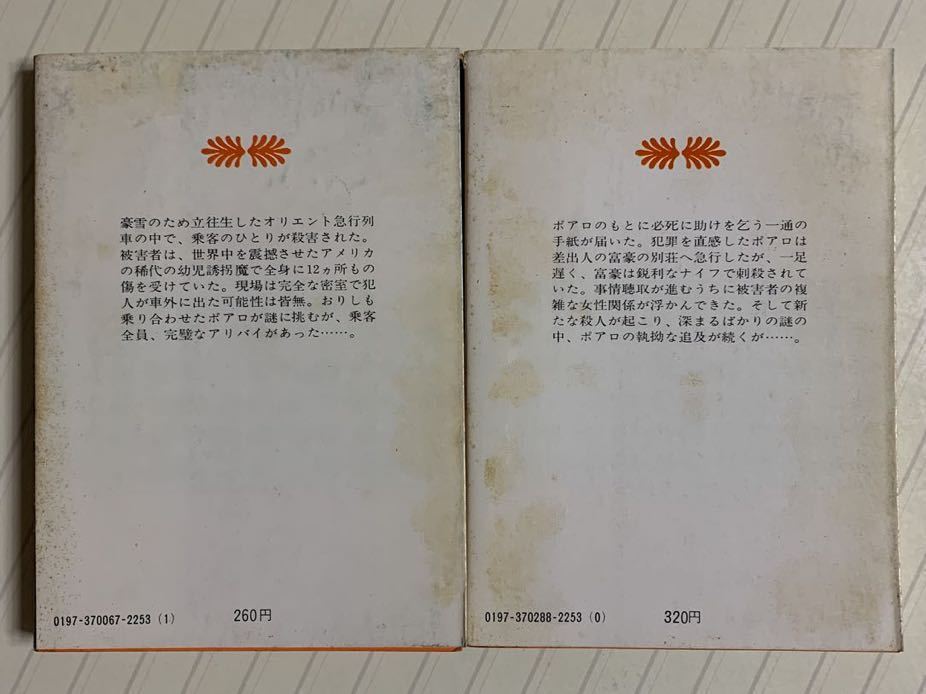 豪雪のため立往生したオリエント急行列
車の中で、乗客のひとりが殺害された。
被害者は、世界中を震撼させたアメリカ
の稀代の幼児誘拐魔で全身に12ヵ所もの
傷を受けていた。現場は完全な密室で犯
人が車外に出た可能性は皆無。おりしも
乗り合わせたポアロが謎に挑むが、乗客
全員、完璧なアリバイがあった……。
0197-370067-2253 (1)
260円
ポアロのもとに必死に助けを乞う一通の
手紙が届いた。犯罪を直感したポアロは
差出人の富豪の別荘へ急行したが、一足
遅く、富豪は鋭利なナイフで刺殺されて
いた。事情聴取が進むうちに被害者の複
雑な女性関係が浮かんできた。そして新
たな殺人が起こり、深まるばかりの謎の
中、ポアロの執拗な追及が続くが……。
0197-370288-2253 (0)
320円